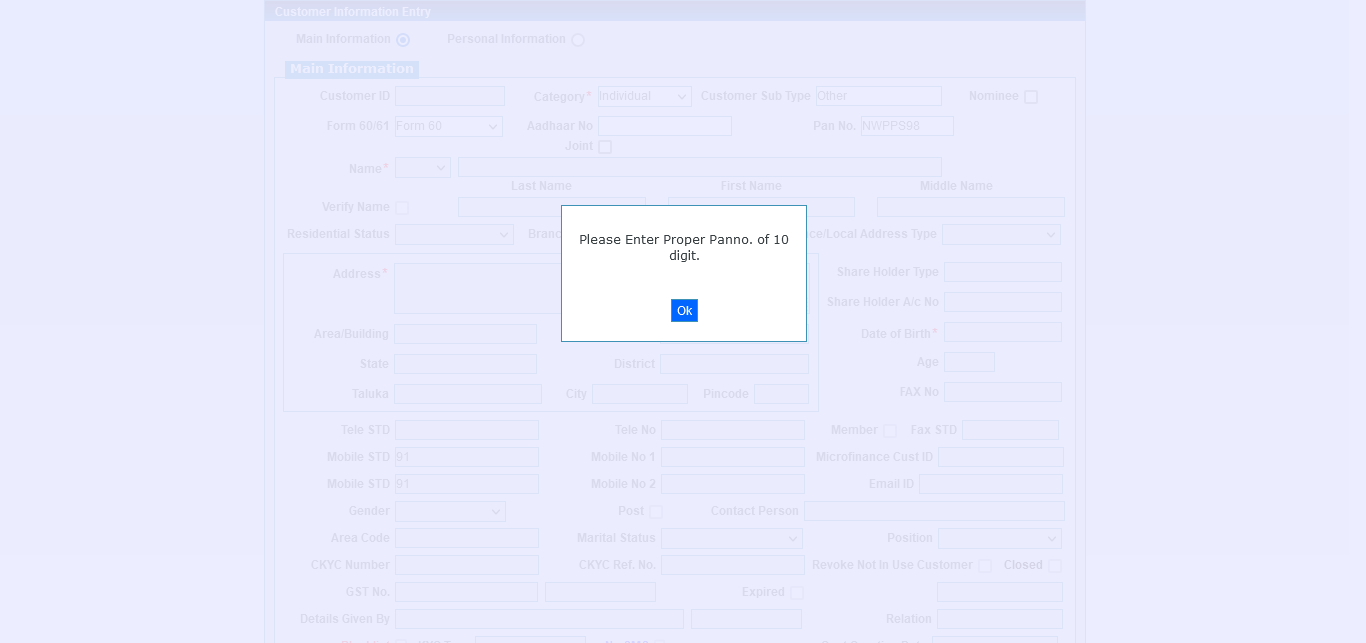 Customer Information Entry
Main Information Personal Information
Main Information
Customer ID Category* Individual Customer Sub Type Other Nominee
Form 60/61 Form 60 Aadhaar No Pan No. NWPPS98
Joint
Name*
Last Name First Name Middle Name
Verify Name
Residential Status Branc ce/Local Address Type
Please Enter Proper Panno. of 10
digit.
Ok
Address* Share Holder Type
Share Holder A/c No
Area/Building Date of Birth*
State District Age
Taluka City Pincode FAX No
Tele STD Tele No Member Fax STD
Mobile STD 91 Mobile No 1 Microfinance Cust ID
Mobile STD 91 Mobile No 2 Email ID
Gender Post Contact Person
Area Code Marital Status Position
CKYC Number CKYC Ref. No. Revoke Not In Use Customer Closed
GST No. Expired
Details Given By Relation